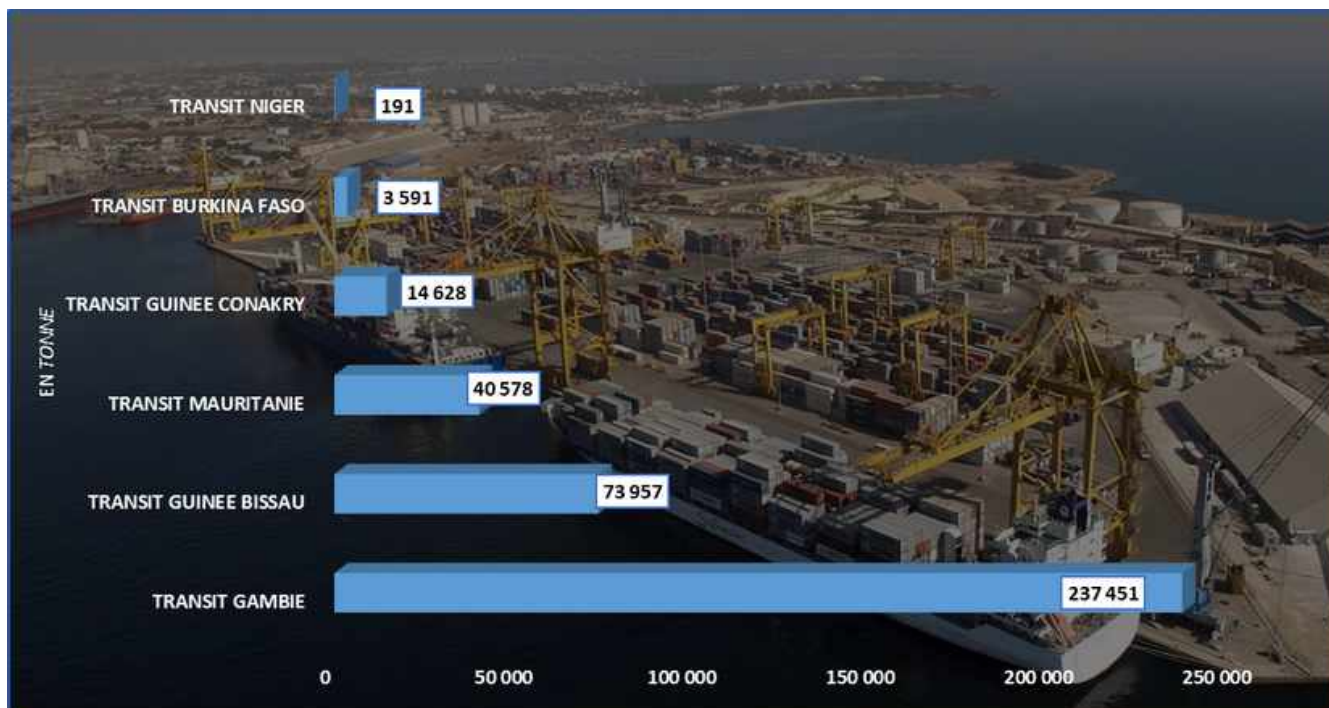 TRANSIT NIGER
191
TRANSIT BURKINA FASO
3 591
TRANSIT GUINEE CONAKRY
14 628
TRANSIT MAURITANIE
40 578
TRANSIT GUINEE BISSAU
73 957
TRANSIT GAMBIE
237 451
EN TONNE
0 50 000 100 000 150 000 200 000 250 000